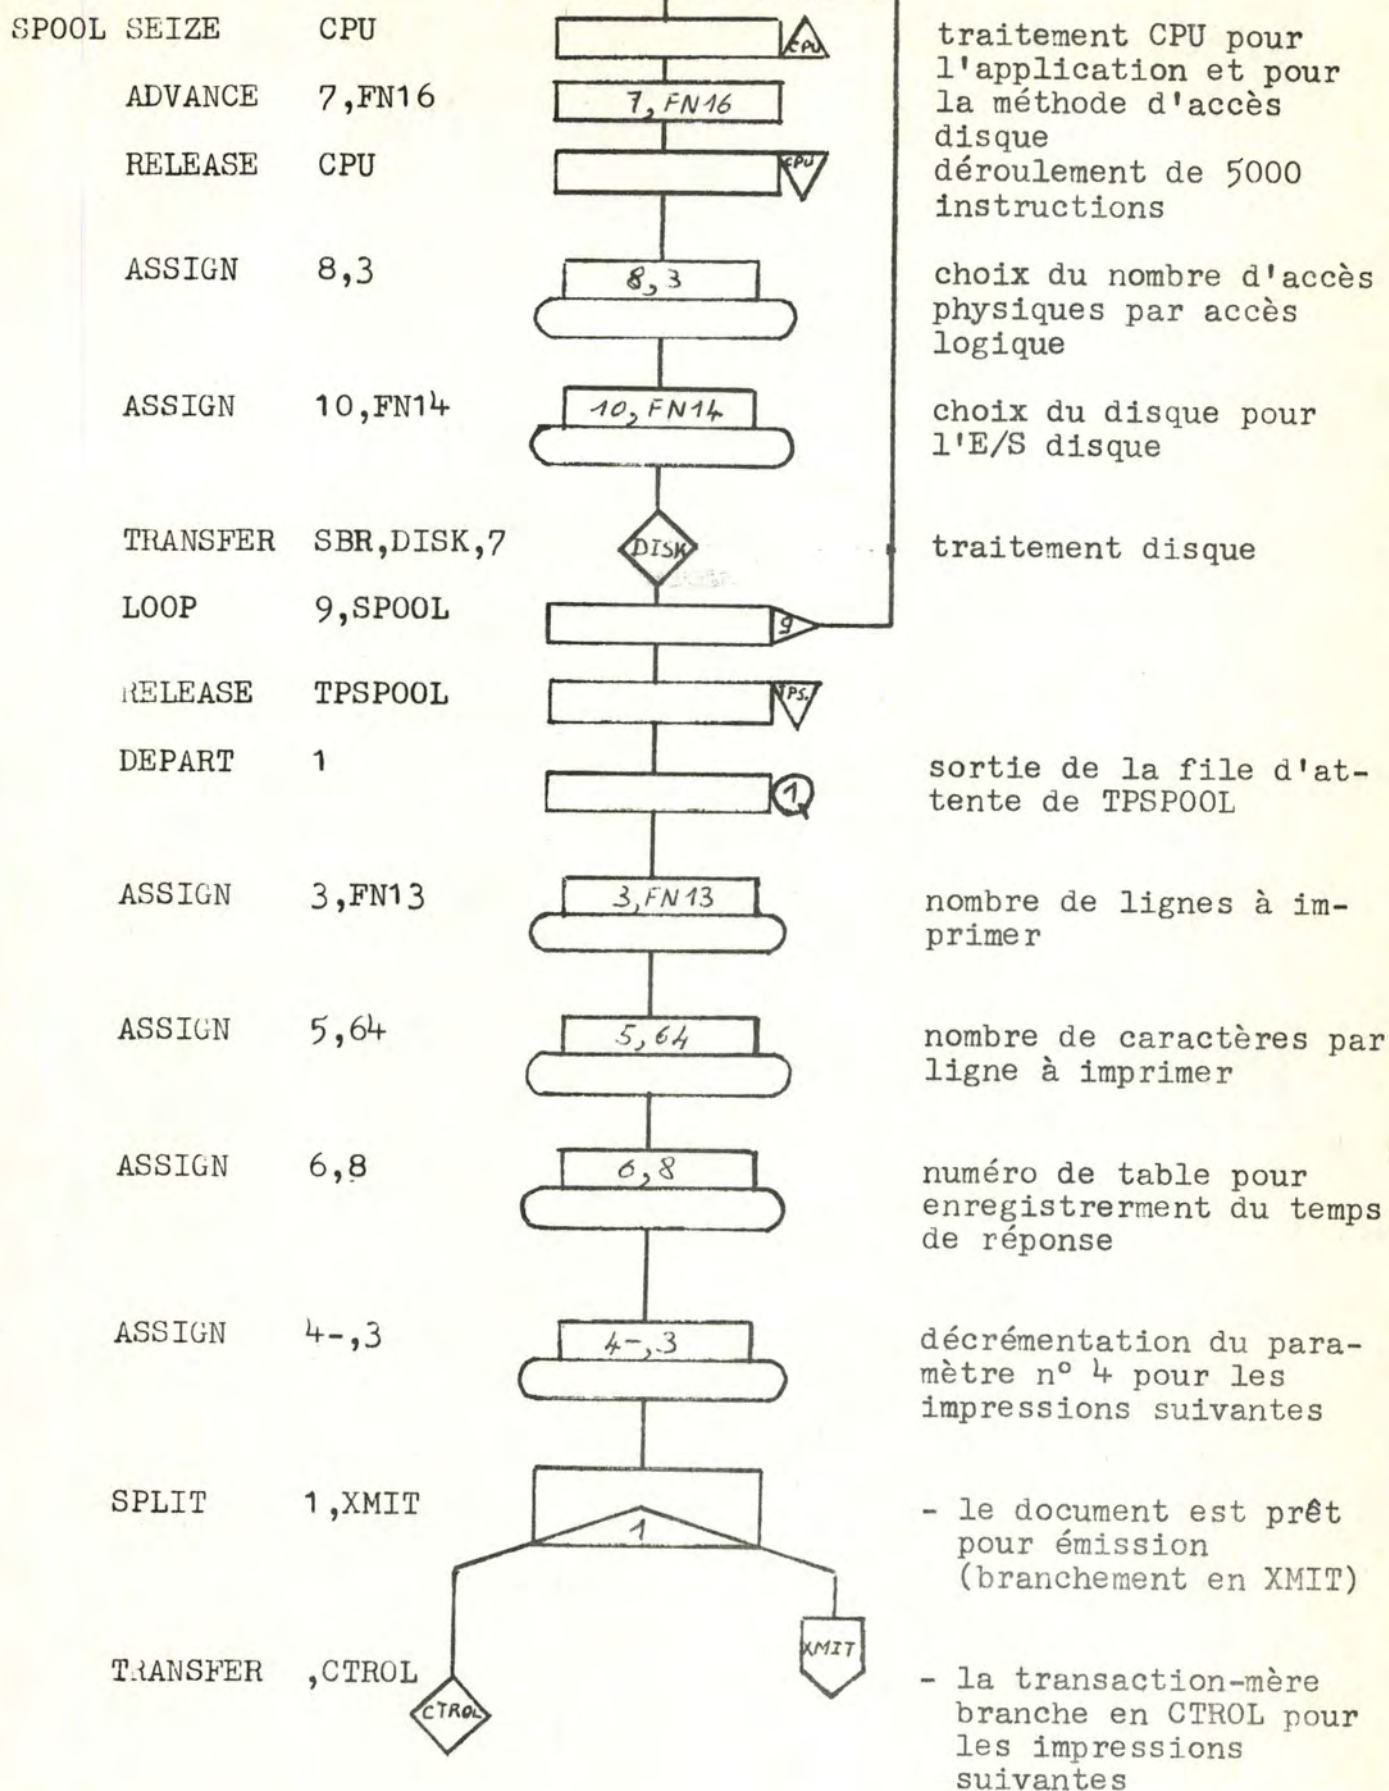 SPOOL SEIZE CPU CPU traitement CPU pour
l'application et pour
ADVANCE 7,FN16 7,FN16 la méthode d'accès
disque
RELEASE CPU CPU déroulement de 5000
instructions
ASSIGN 8,3 8,3 choix du nombre d'accès
physiques par accès
logique
ASSIGN 10,FN14 10,FN14 choix du disque pour
l'E/S disque
TRANSFER SBR,DISK,7 DISK traitement disque
LOOP 9,SPOOL 9
RELEASE TPSPOOL TPS.
DEPART 1 1 sortie de la file d'at-
tente de TPSPOOL
ASSIGN 3,FN13 3,FN13 nombre de lignes à im-
primer
ASSIGN 5,64 5,64 nombre de caractères par
ligne à imprimer
ASSIGN 6,8 6,8 numéro de table pour
enregistrerment du temps
de réponse
ASSIGN 4-,3 4-,3 décrémentation du para-
mètre n° 4 pour les
impressions suivantes
SPLIT 1,XMIT 1 - le document est prêt
pour émission
(branchement en XMIT)
XMIT
TRANSFER ,CTROL CTROL - la transaction-mère
branche en CTROL pour
les impressions
suivantes